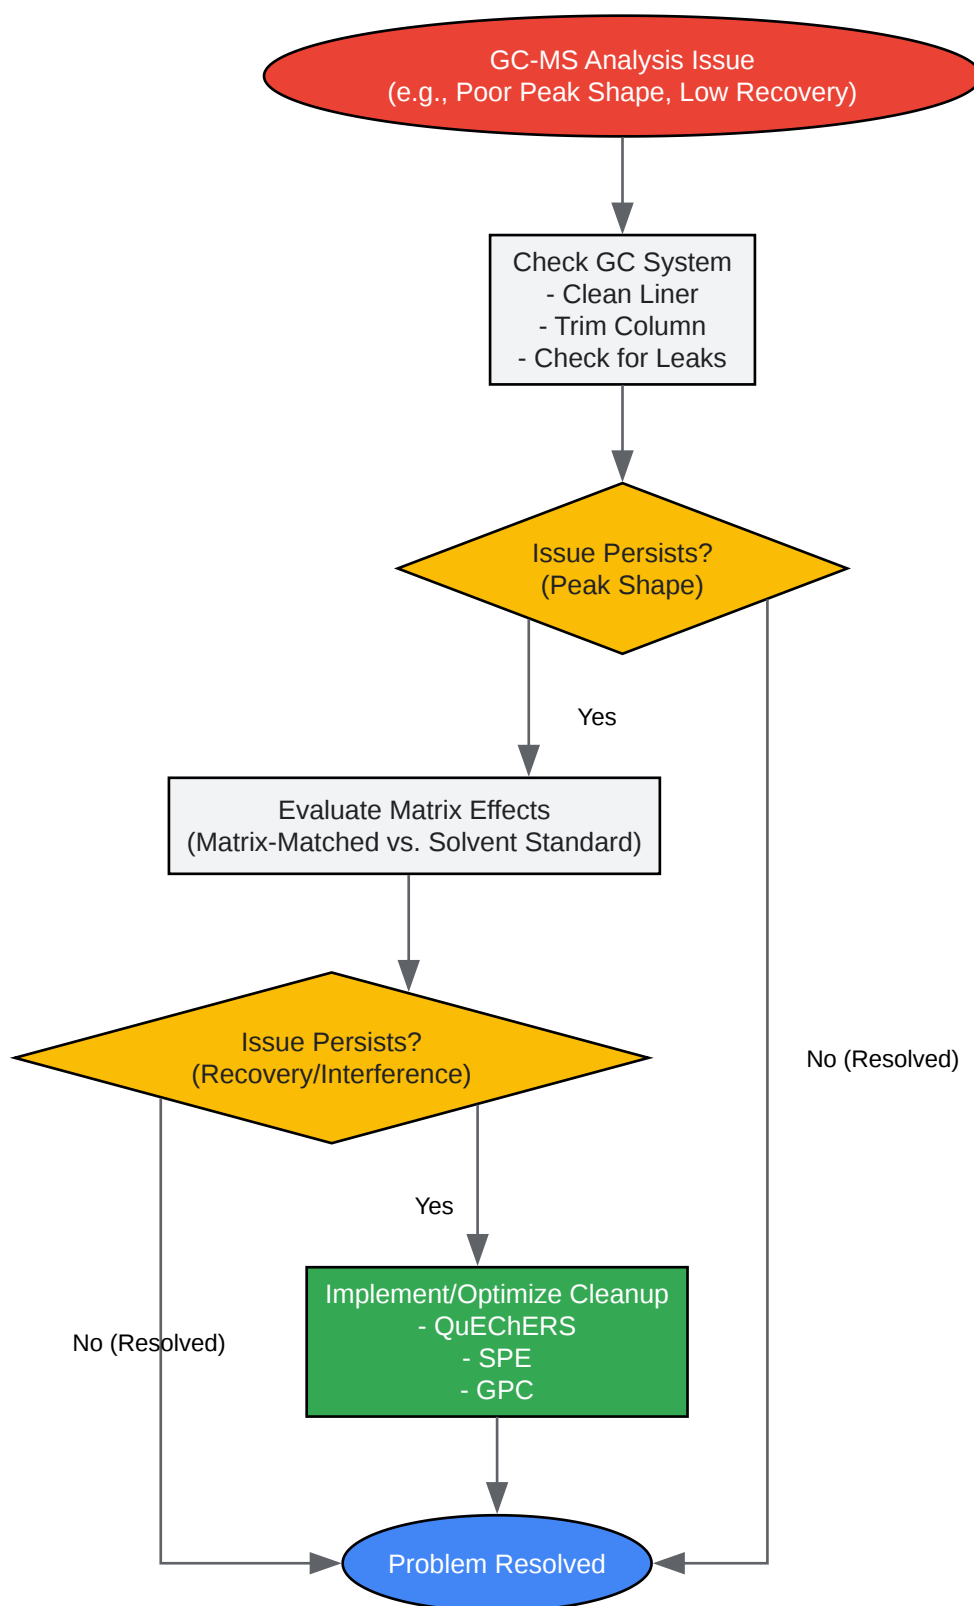 GC-MS Analysis Issue
(e.g., Poor Peak Shape, Low Recovery)
Check GC System
- Clean Liner
- Trim Column
- Check for Leaks
Issue Persists?
(Peak Shape)
Yes
Evaluate Matrix Effects
(Matrix-Matched vs. Solvent Standard)
Issue Persists?
(Recovery/Interference)
No (Resolved)
Yes
Implement/Optimize Cleanup
- QuEChERS
- SPE
- GPC
No (Resolved)
Problem Resolved